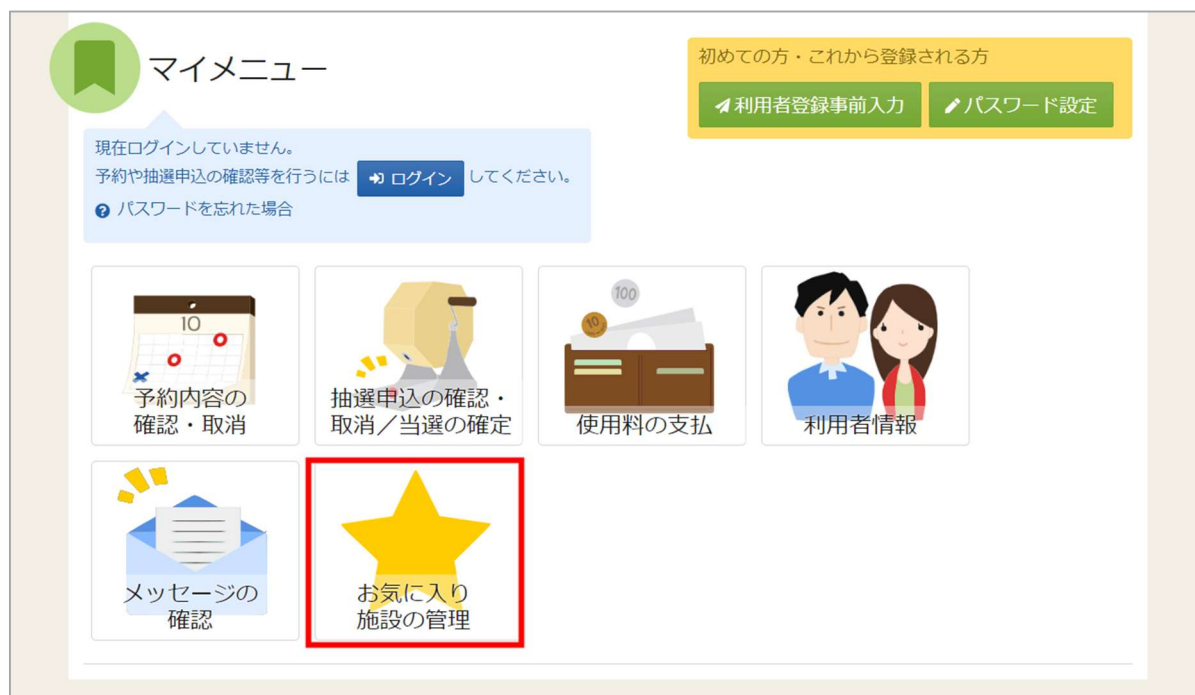 マイメニュー
初めての方・これから登録される方
利用者登録事前入力
パスワード設定
現在ログインしていません。
予約や抽選申込の確認等を行うには ログイン してください。
パスワードを忘れた場合
10
予約内容の
確認・取消
抽選申込の確認・
取消／当選の確定
100
10
使用料の支払
利用者情報
メッセージの
確認
お気に入り
施設の管理